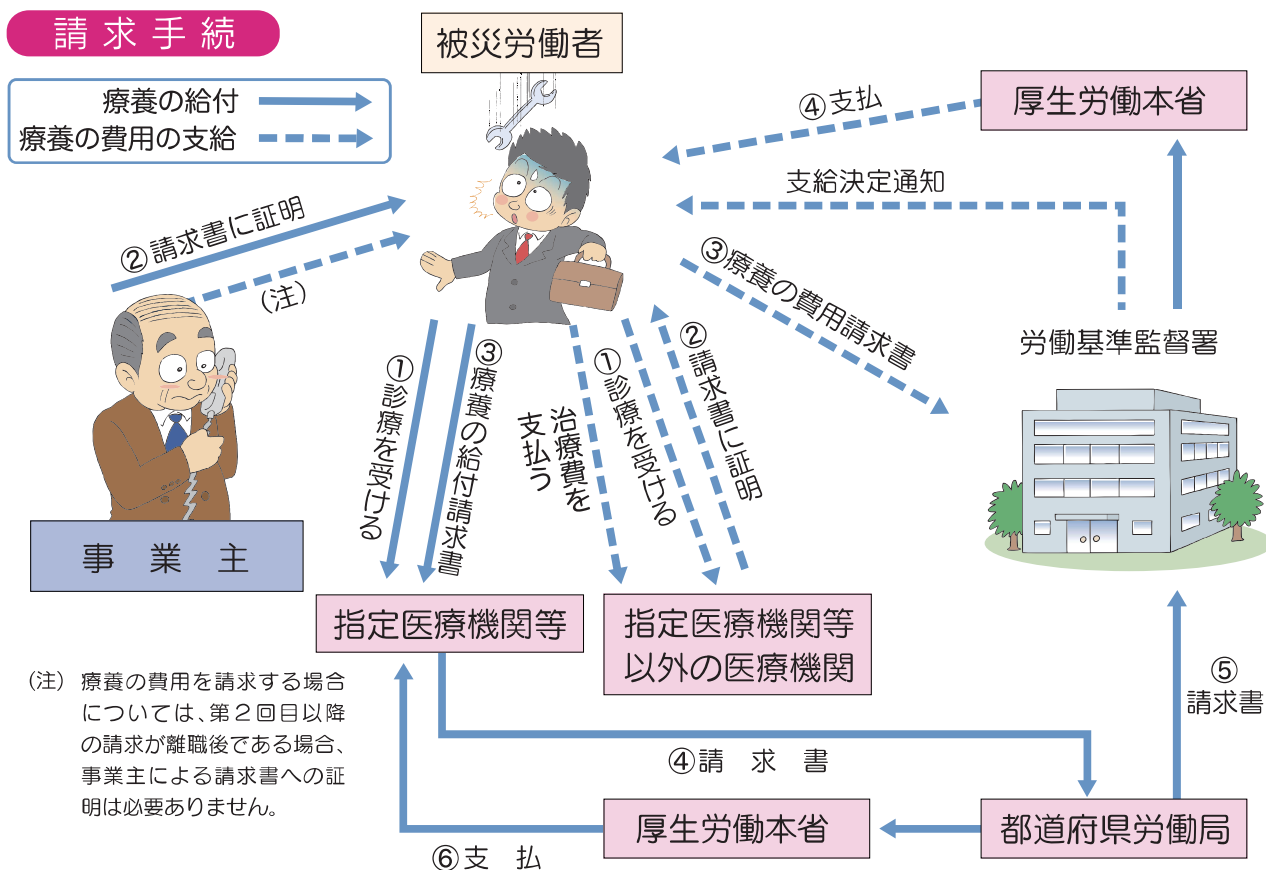 請求手続
療養の給付
療養の費用の支給
被災労働者
厚生労働本省
④支払
支給決定通知
②請求書に証明
(注)
③療養の費用請求書
労働基準監督署
①診療を受ける
③療養の給付請求書
治療費を
支払う
①診療を受ける
②請求書に証明
事業主
指定医療機関等
指定医療機関等
以外の医療機関
(注) 療養の費用を請求する場合
については、第2回目以降
の請求が離職後である場合、
事業主による請求書への証
明は必要ありません。
④請求書
⑤
請求書
厚生労働本省
都道府県労働局
⑥支払